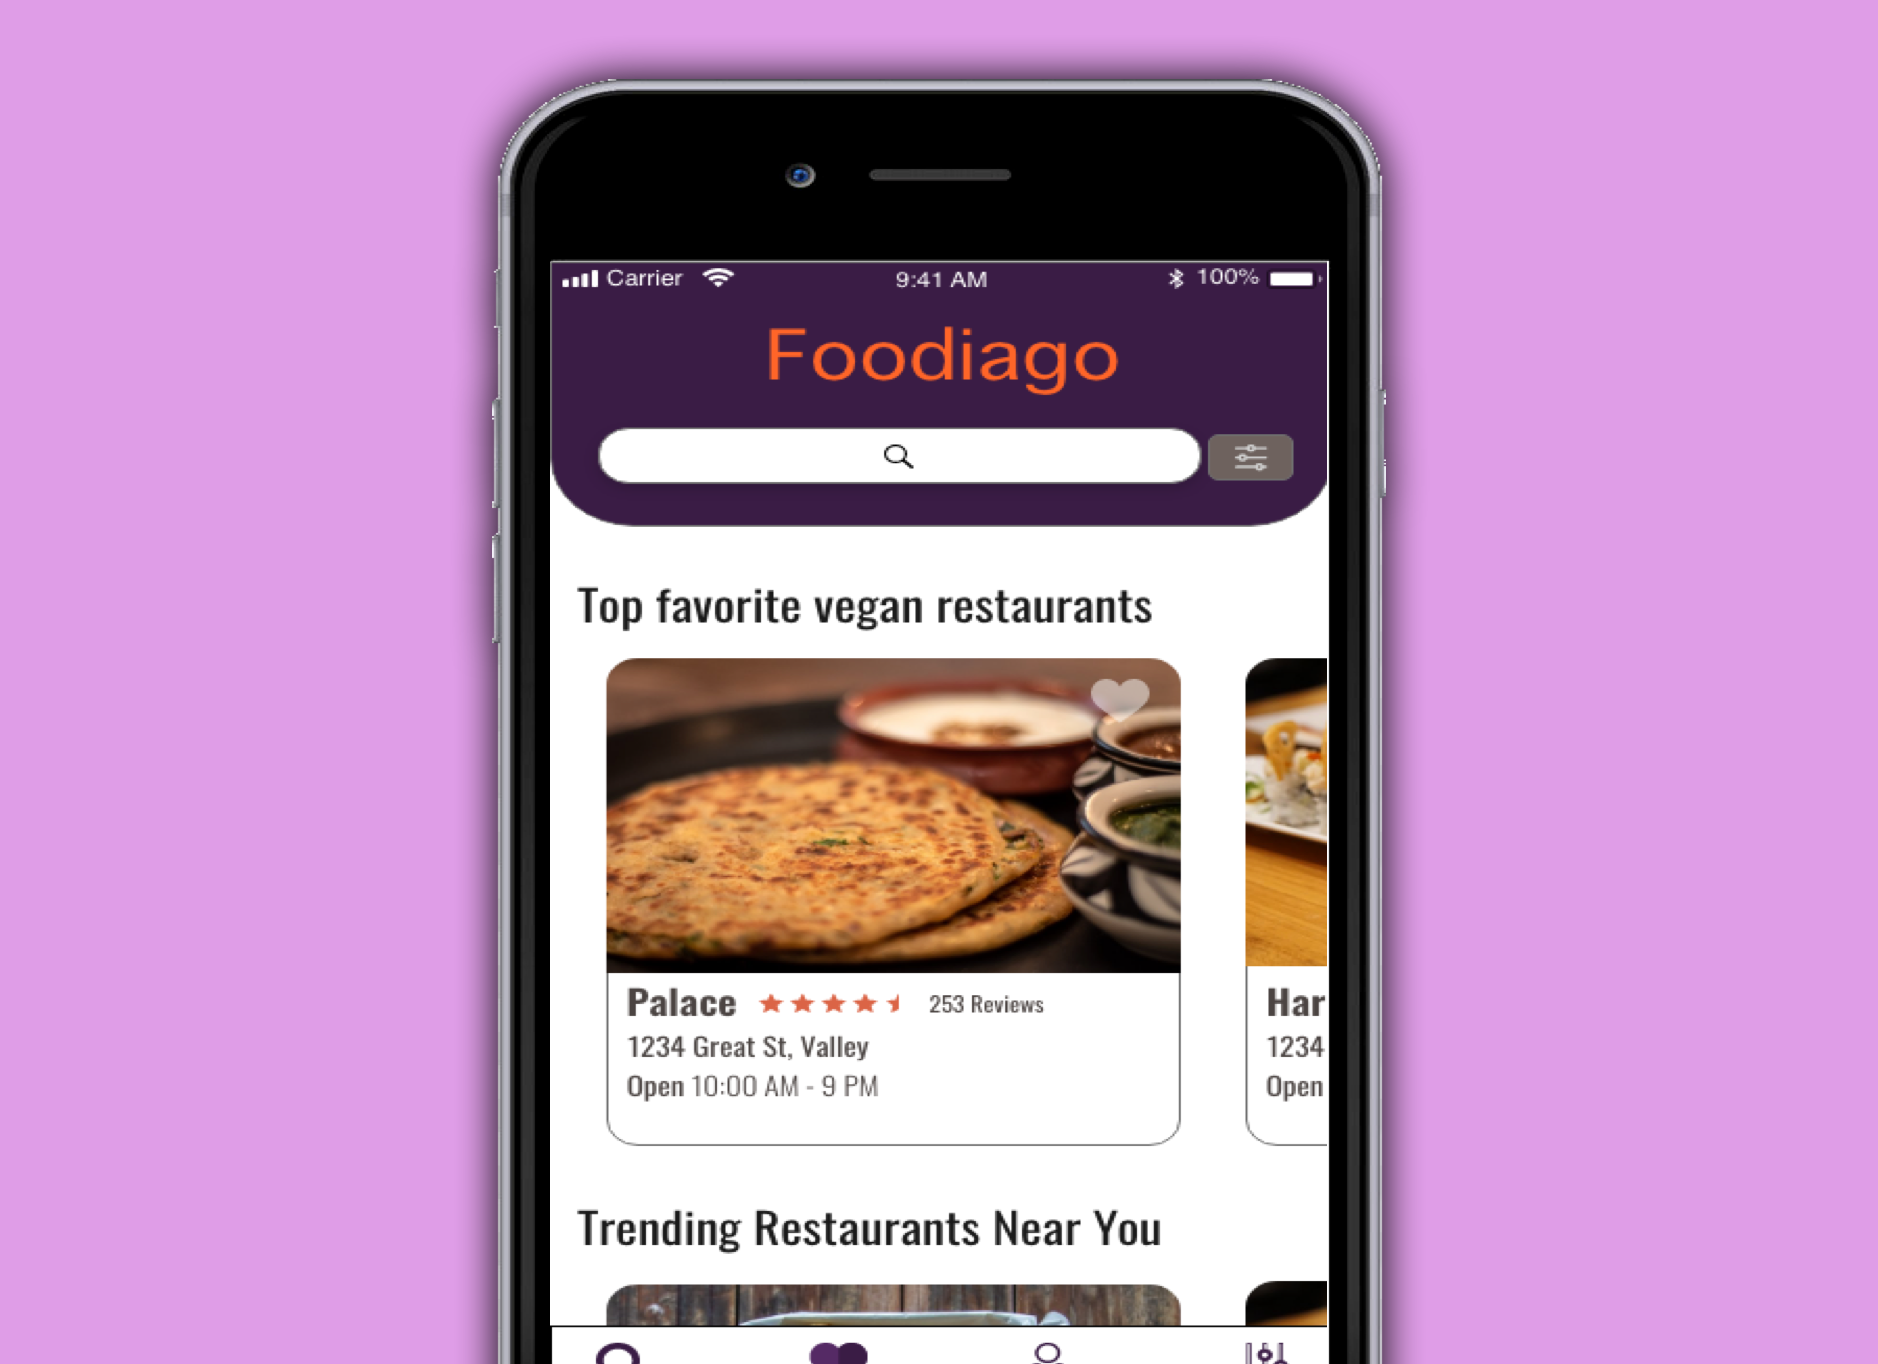 Carrier 9:41 AM 100%
Foodiago
Top favorite vegan restaurants
Palace 253 Reviews
1234 Great St, Valley
Open 10:00 AM - 9 PM
Har
1234
Open
Trending Restaurants Near You